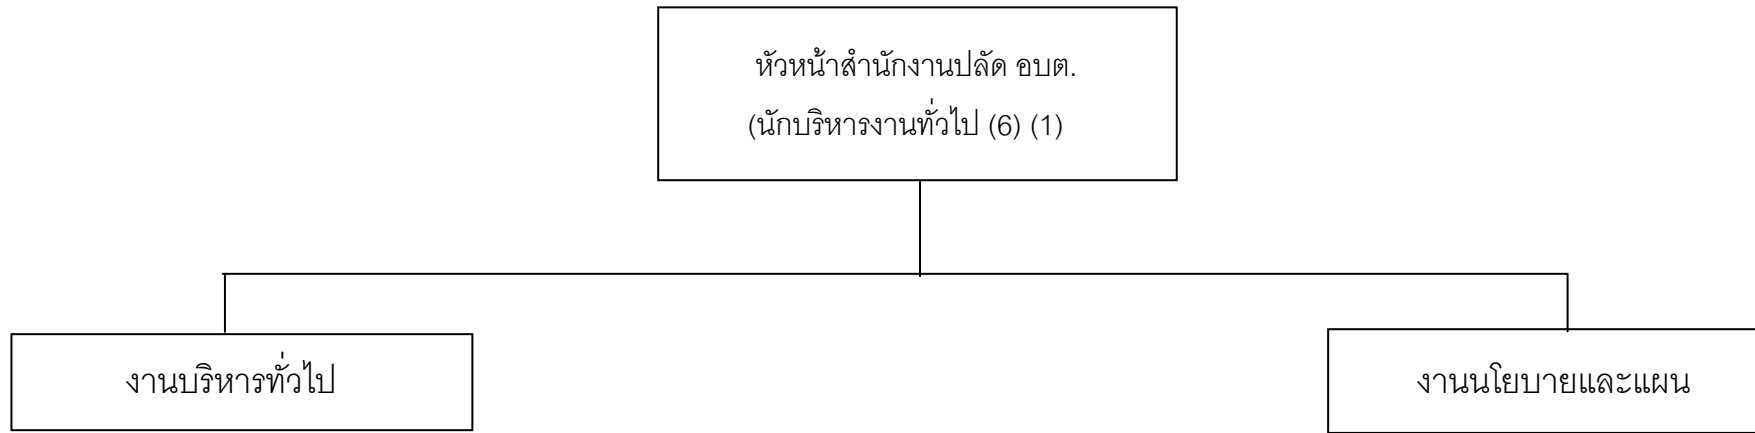 หัวหน้าสำนักงานปลัด อบต.
(นักบริหารงานทั่วไป (6) (1)
งานบริหารทั่วไป
งานนโยบายและแผน